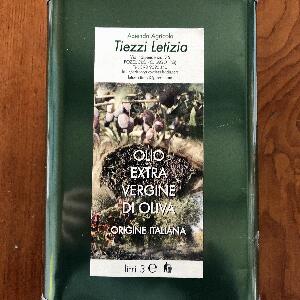 Azienda Agricola
Tiezzi Letizia
OLIO
EXTRA
VERGINE
DI OLIVA
ORIGINE ITALIANA
litri 3 e